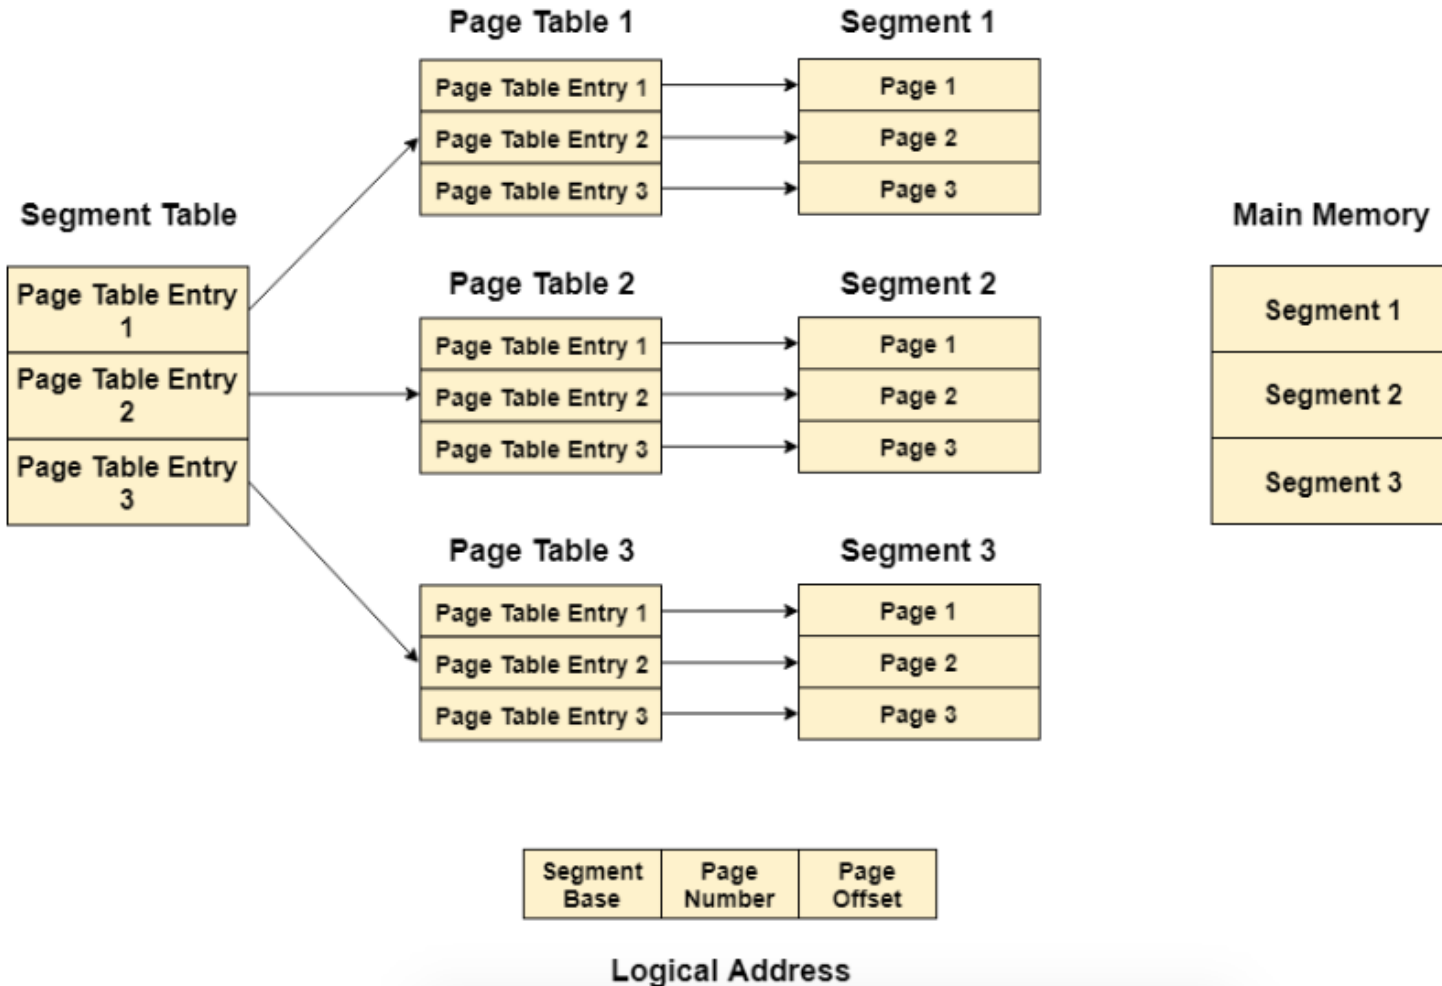 Page Table 1
Segment 1
Page Table Entry 1
Page 1
Page Table Entry 2
Page 2
Page Table Entry 3
Page 3
Segment Table
Page Table Entry
1
Page Table Entry
2
Page Table Entry
3
Page Table 2
Segment 2
Page Table Entry 1
Page 1
Page Table Entry 2
Page 2
Page Table Entry 3
Page 3
Main Memory
Segment 1
Segment 2
Segment 3
Page Table 3
Segment 3
Page Table Entry 1
Page 1
Page Table Entry 2
Page 2
Page Table Entry 3
Page 3
Segment
Base
Page
Number
Page
Offset
Logical Address